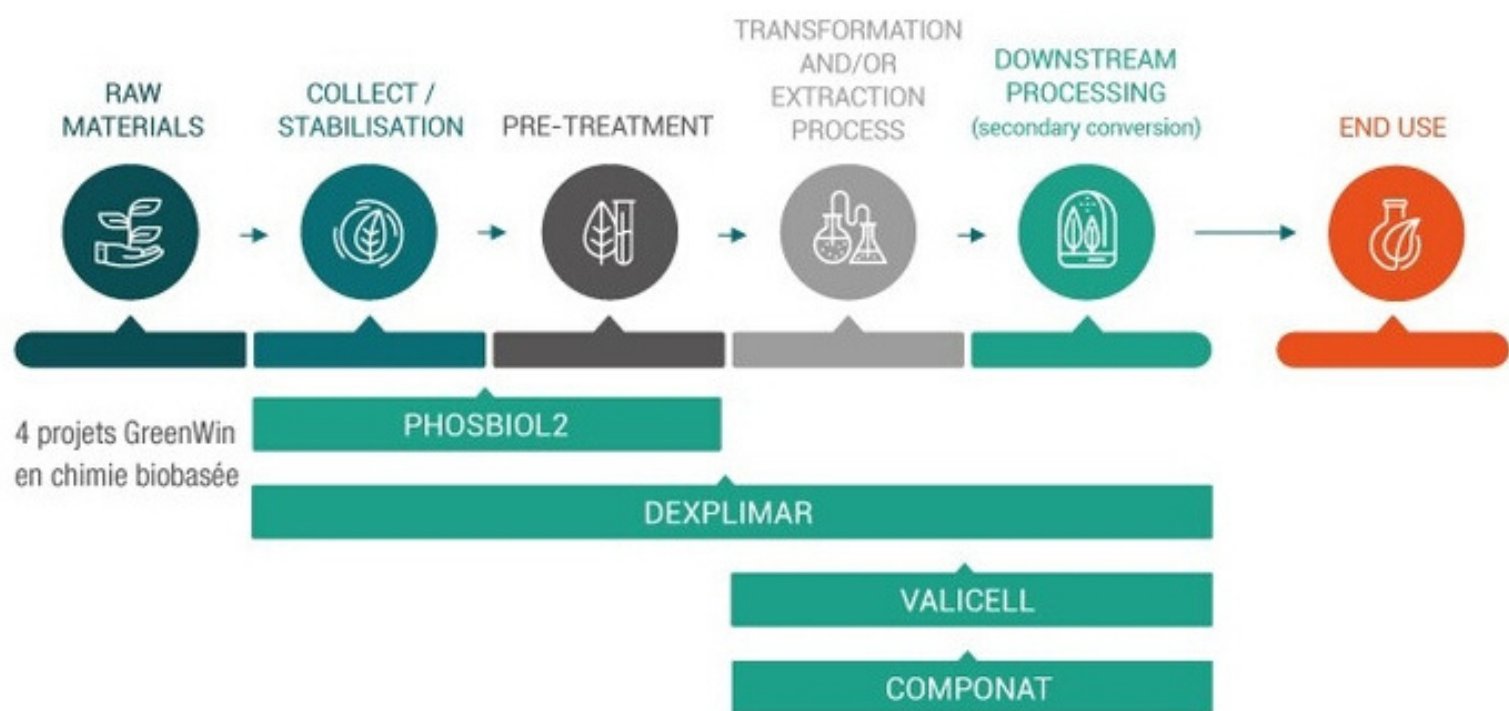 RAW
MATERIALS
COLLECT /
STABILISATION
PRE-TREATMENT
TRANSFORMATION
AND/OR
EXTRACTION
PROCESS
DOWNSTREAM
PROCESSING
(secondary conversion)
END USE
4 projets GreenWin
en chimie biobasée
PHOSBIOL2
DEXPLIMAR
VALICELL
COMPONAT